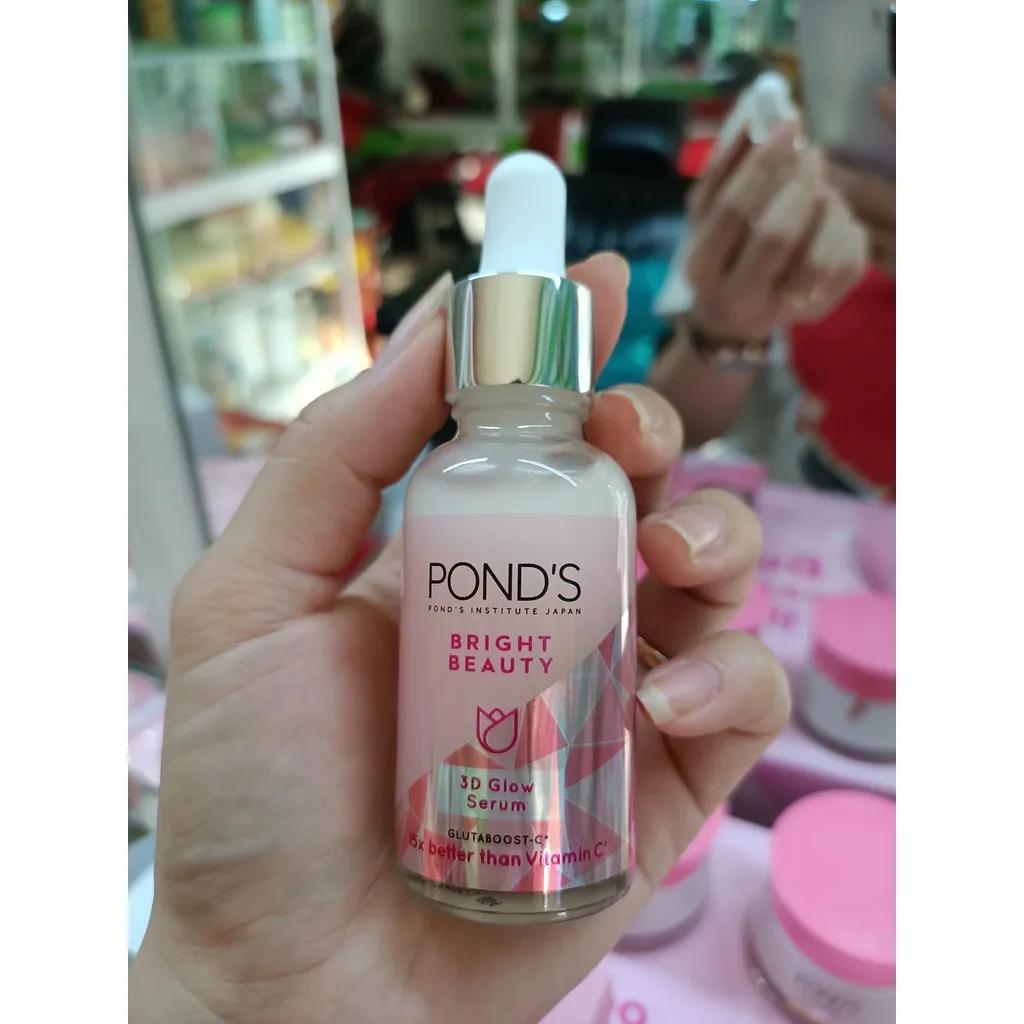 POND'S
POND'S INSTITUTE JAPAN
BRIGHT
BEAUTY
3D Glow
Serum
GLUTABOOST-C*
15x better than Vitamin C^